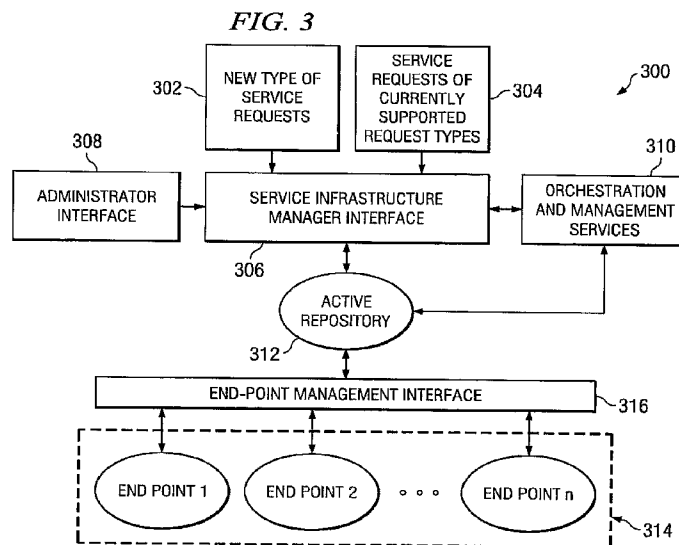 FIG. 3
302
NEW TYPE OF
SERVICE
REQUESTS
SERVICE
REQUESTS OF
CURRENTLY
SUPPORTED
REQUEST TYPES
304
300
308
ADMINISTRATOR
INTERFACE
SERVICE INFRASTRUCTURE
MANAGER INTERFACE
306
310
ORCHESTRATION
AND MANAGEMENT
SERVICES
ACTIVE
REPOSITORY
312
END-POINT MANAGEMENT INTERFACE
316
END POINT 1
END POINT 2
END POINT n
314